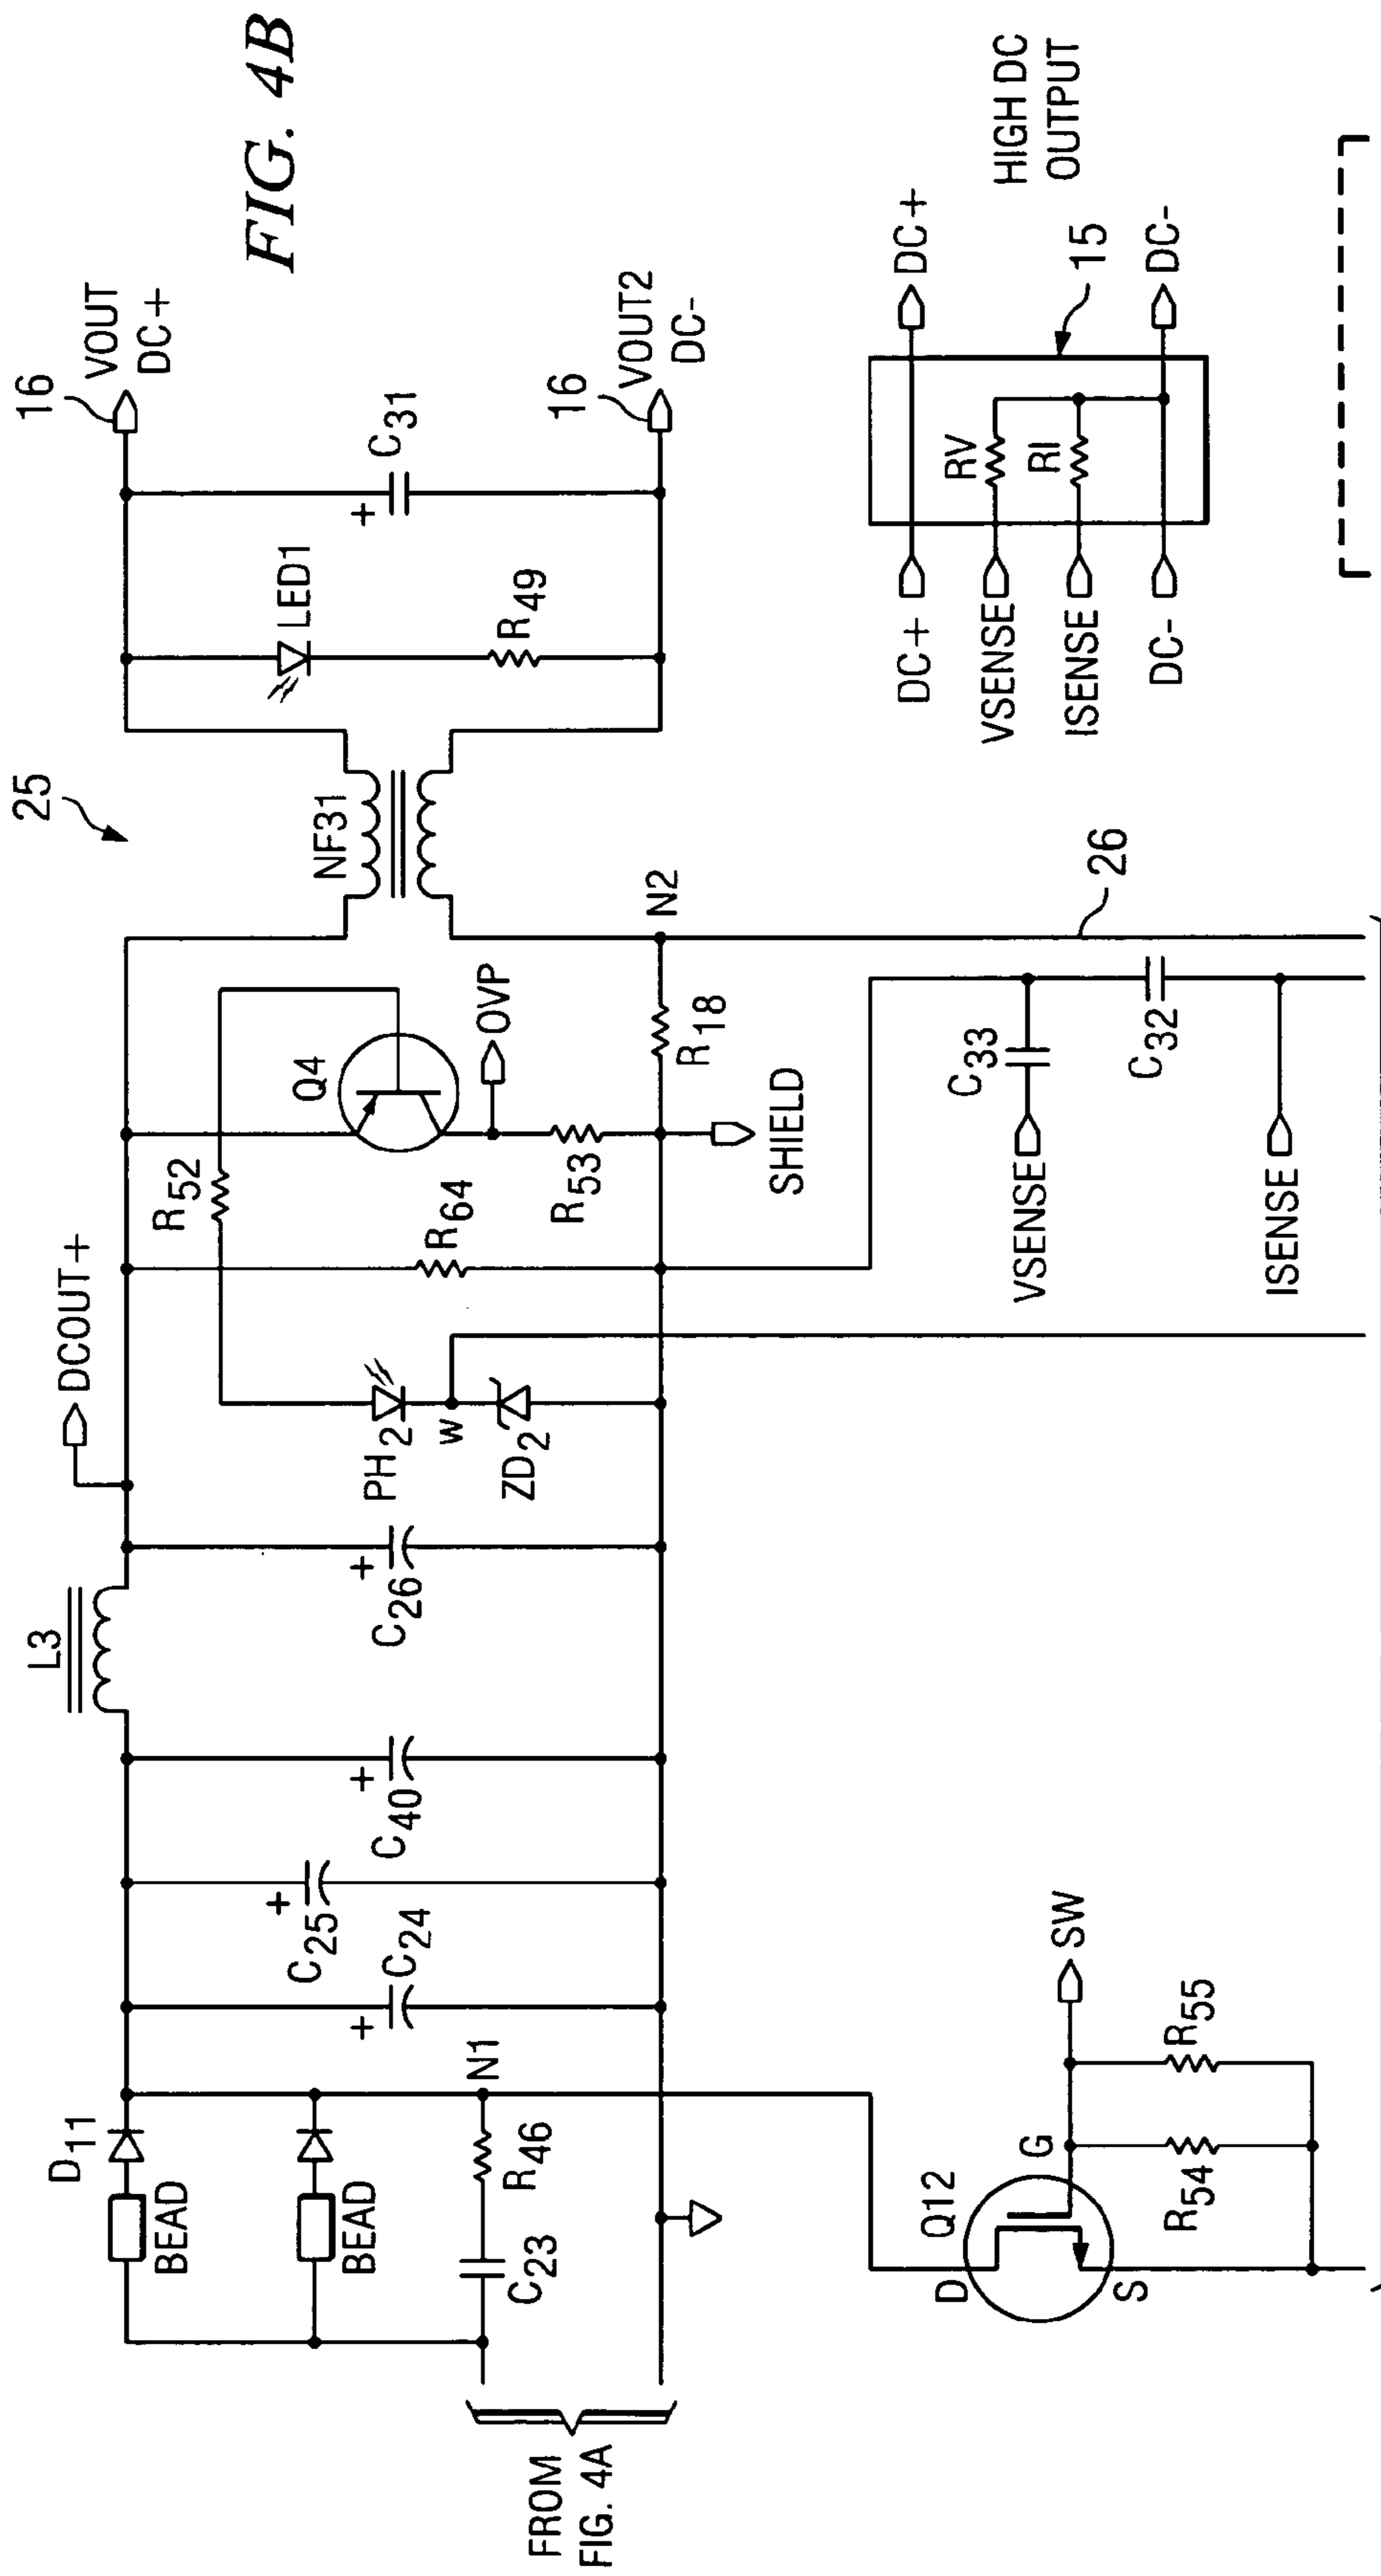 FIG. 4B
25
16
VOUT
DC+
L3
DCOUT+
D11
BEAD
BEAD
C23
R46
N1
C24
+
C25
+
C40
+
C26
+
PH2
W
ZD2
R52
R64
Q4
OVP
R53
SHIELD
R18
N2
NF31
LED1
R49
+
C31
16
VOUT2
DC-
FROM
FIG. 4A
Q12
D
G
S
SW
R54
R55
VSENSE
C33
C32
ISENSE
26
DC+
VSENSE
ISENSE
DC-
RV
RI
DC+
DC-
15
HIGH DC
OUTPUT